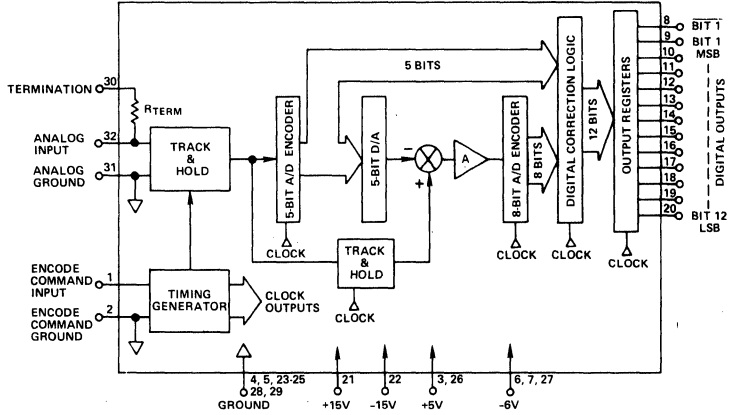 TERMINATION
30
RTERM
ANALOG
INPUT
32
ANALOG
GROUND
31
TRACK
&
HOLD
5-BIT A/D ENCODER
CLOCK
5 BITS
5-BIT D/A
−
+
A
8-BIT A/D ENCODER
CLOCK
8 BITS
DIGITAL CORRECTION LOGIC
CLOCK
12 BITS
OUTPUT REGISTERS
CLOCK
8
BIT 1
9
BIT 1
MSB
10
11
12
13
14
15
16
17
18
19
20
BIT 12
LSB
DIGITAL OUTPUTS
TRACK
&
HOLD
CLOCK
ENCODE
COMMAND
INPUT
1
ENCODE
COMMAND
GROUND
2
TIMING
GENERATOR
CLOCK
OUTPUTS
4, 5, 23-25
28, 29
GROUND
21
+15V
22
-15V
3, 26
+5V
6, 7, 27
-6V